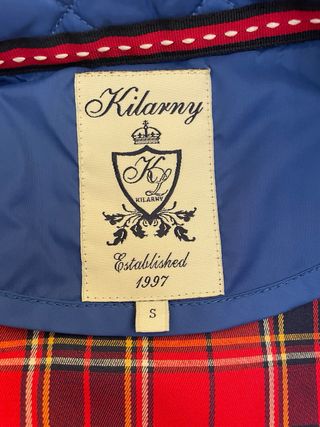 Kilarny
KL
KILARNY
Established
1997
S